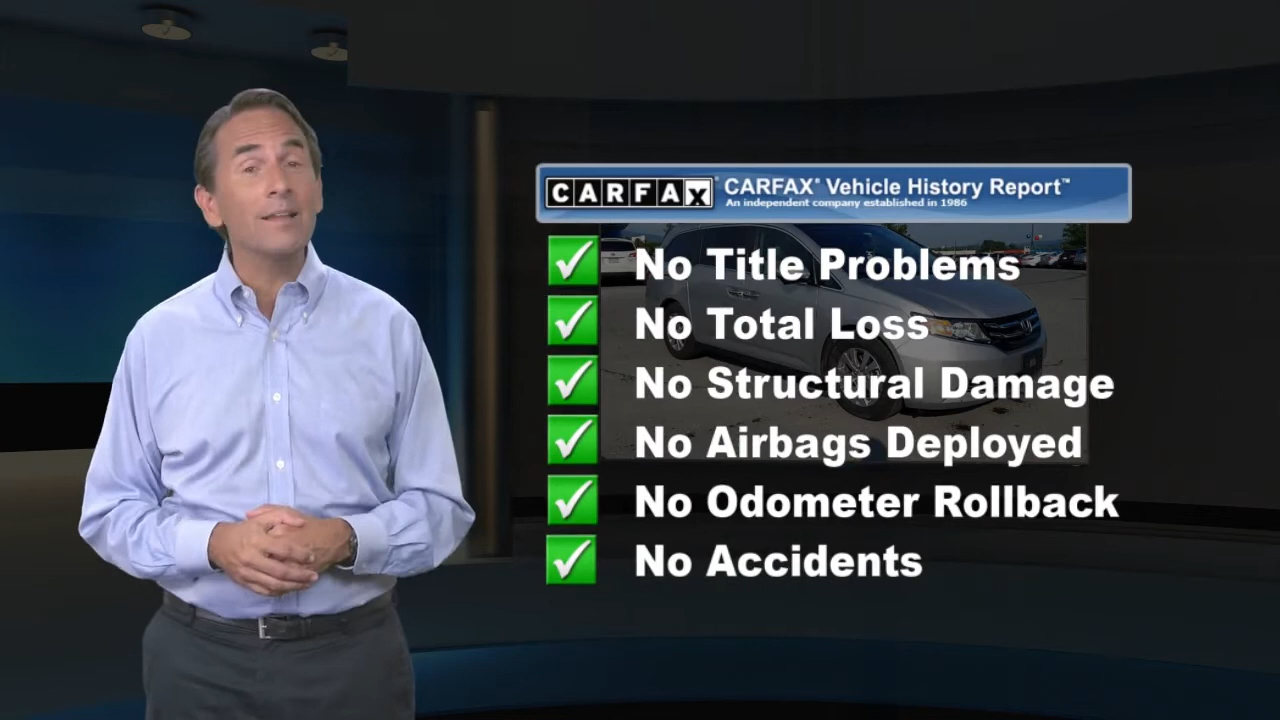 CARFAX® CARFAX® Vehicle History Report™
An independent company established in 1986
No Title Problems
No Total Loss
No Structural Damage
No Airbags Deployed
No Odometer Rollback
No Accidents